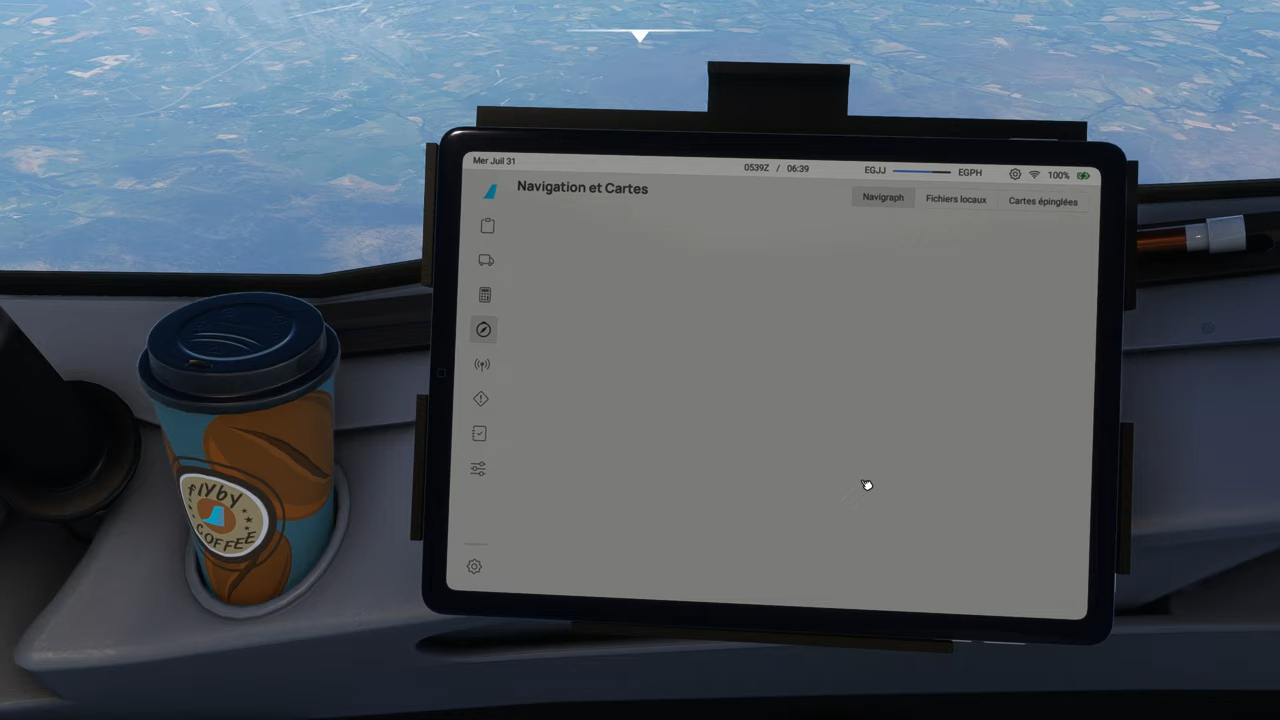 Mer Juil 31
0539Z / 06:39
EGJJ
EGPH
100%
Navigation et Cartes
Navigraph
Fichiers locaux
Cartes épinglées
flyby
COFFEE